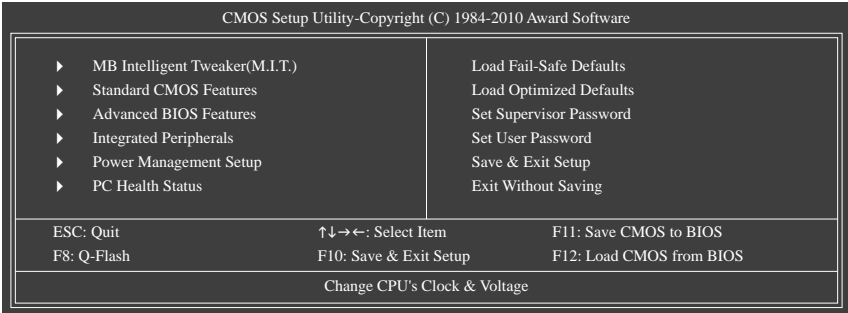 CMOS Setup Utility-Copyright (C) 1984-2010 Award Software
MB Intelligent Tweaker(M.I.T.)
Standard CMOS Features
Advanced BIOS Features
Integrated Peripherals
Power Management Setup
PC Health Status
Load Fail-Safe Defaults
Load Optimized Defaults
Set Supervisor Password
Set User Password
Save & Exit Setup
Exit Without Saving
ESC: Quit ↑↓→←: Select Item F11: Save CMOS to BIOS
F8: Q-Flash F10: Save & Exit Setup F12: Load CMOS from BIOS
Change CPU's Clock & Voltage